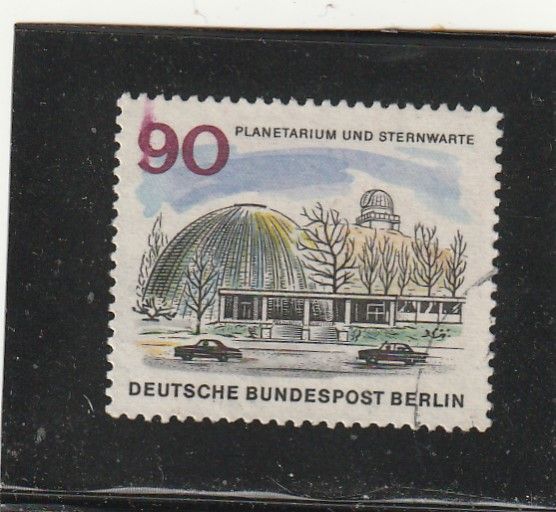 90
PLANETARIUM UND STERNWARTE
DEUTSCHE BUNDESPOST BERLIN